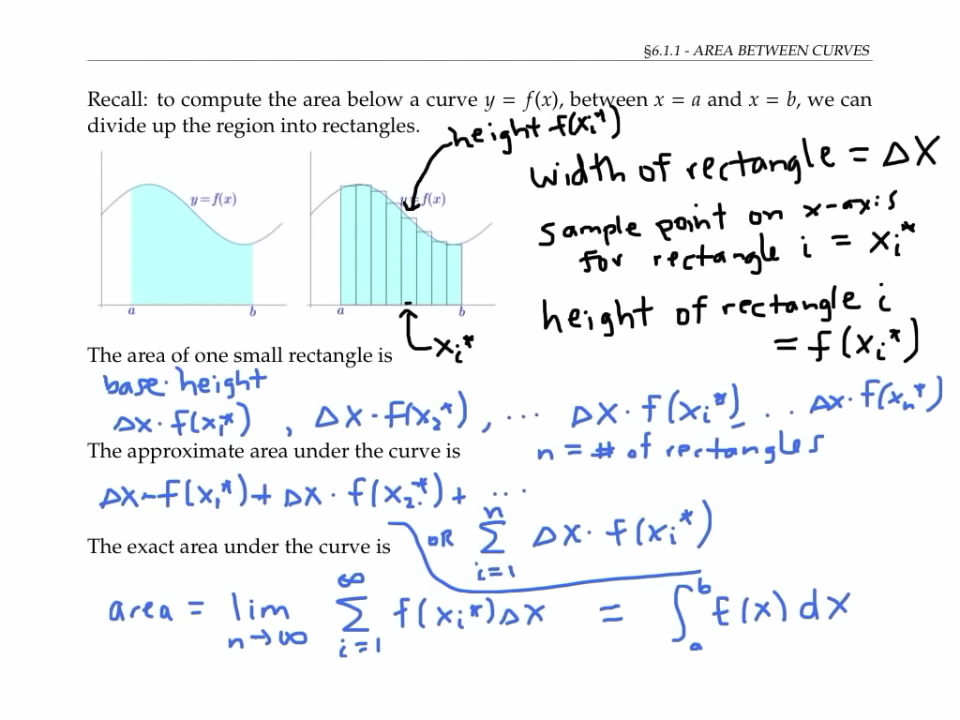 §6.1.1 - AREA BETWEEN CURVES
Recall: to compute the area below a curve y = f(x), between x = a and x = b, we can
divide up the region into rectangles.
height f(xᵢ*)
width of rectangle = Δx
sample point on x-axis
for rectangle i = xᵢ*
height of rectangle i
= f(xᵢ*)
y = f(x)
a
b
y = f(x)
a
b
xᵢ*
The area of one small rectangle is
base · height
Δx · f(x₁*) , Δx · f(x₂*) , ... Δx · f(xᵢ*) .. Δx · f(xₙ*)
n = # of rectangles
The approximate area under the curve is
Δx · f(x₁*) + Δx · f(x₂*) + ...
OR ∑ᵢ₌₁ⁿ Δx · f(xᵢ*)
The exact area under the curve is
area = lim n→∞ ∑ i=1 ∞ f(xᵢ*) Δx = ∫ₐᵇ f(x) dx